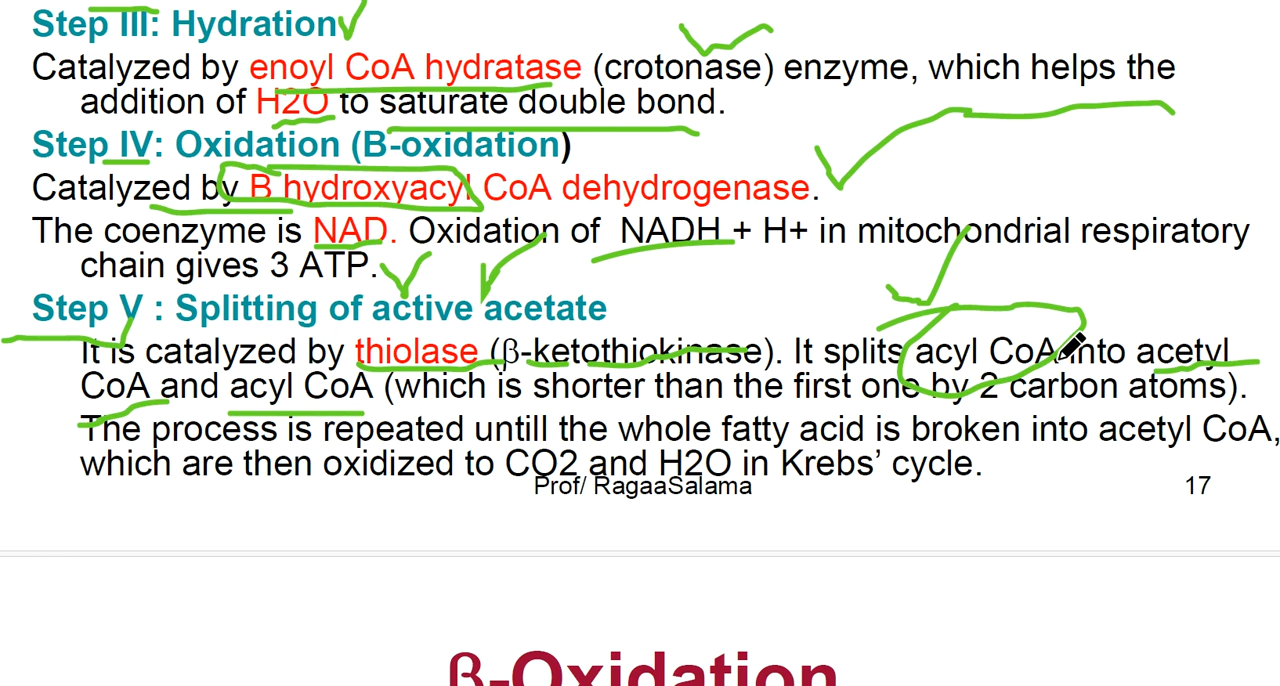 Step III: Hydration
Catalyzed by enoyl CoA hydratase (crotonase) enzyme, which helps the
addition of H2O to saturate double bond.
Step IV: Oxidation (B-oxidation)
Catalyzed by B hydroxyacyl CoA dehydrogenase.
The coenzyme is NAD. Oxidation of NADH + H+ in mitochondrial respiratory
chain gives 3 ATP.
Step V : Splitting of active acetate
It is catalyzed by thiolase (β-ketothiokinase). It splits acyl CoA into acetyl
CoA and acyl CoA (which is shorter than the first one by 2 carbon atoms).
The process is repeated untill the whole fatty acid is broken into acetyl CoA,
which are then oxidized to CO2 and H2O in Krebs’ cycle.
Prof/ RagaaSalama
17
β-Oxidation